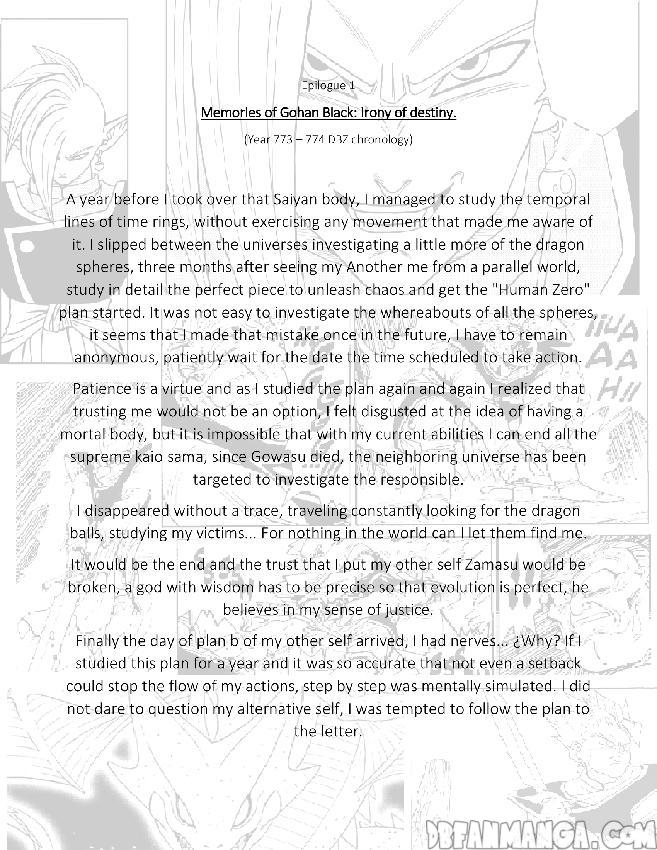 Epilogue 1
Memories of Gohan Black: Irony of destiny.
(Year 773 – 774 DBZ chronology)
A year before I took over that Saiyan body, I managed to study the temporal
lines of time rings, without exercising any movement that made me aware of
it. I slipped between the universes investigating a little more of the dragon
spheres, three months after seeing my Another me from a parallel world,
study in detail the perfect piece to unleash chaos and get the "Human Zero"
plan started. It was not easy to investigate the whereabouts of all the spheres,
it seems that I made that mistake once in the future, I have to remain
anonymous, patiently wait for the date the time scheduled to take action.
Patience is a virtue and as I studied the plan again and again I realized that
trusting me would not be an option, I felt disgusted at the idea of having a
mortal body, but it is impossible that with my current abilities I can end all the
supreme kaio sama, since Gowasu died, the neighboring universe has been
targeted to investigate the responsible.
I disappeared without a trace, traveling constantly looking for the dragon
balls, studying my victims... For nothing in the world can I let them find me.
It would be the end and the trust that I put my other self Zamasu would be
broken, a god with wisdom has to be precise so that evolution is perfect, he
believes in my sense of justice.
Finally the day of plan b of my other self arrived, I had nerves... ¿Why? If I
studied this plan for a year and it was so accurate that not even a setback
could stop the flow of my actions, step by step was mentally simulated. I did
not dare to question my alternative self, I was tempted to follow the plan to
the letter.
DBFANMANGA.COM